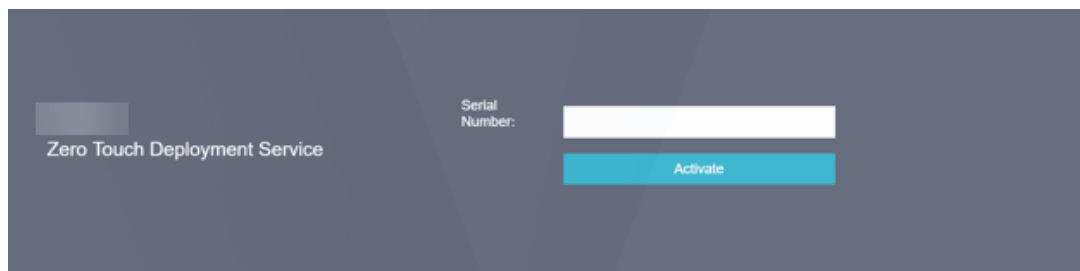 Serial
Number:
Zero Touch Deployment Service
Activate